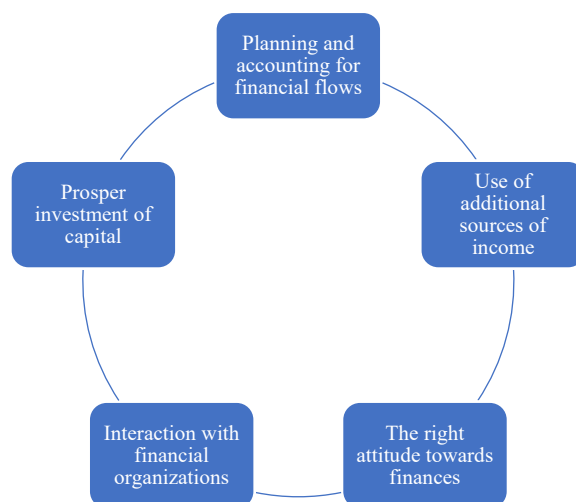 Planning and
accounting for
financial flows
Use of
additional
sources of
income
The right
attitude towards
finances
Interaction with
financial
organizations
Prosper
investment of
capital